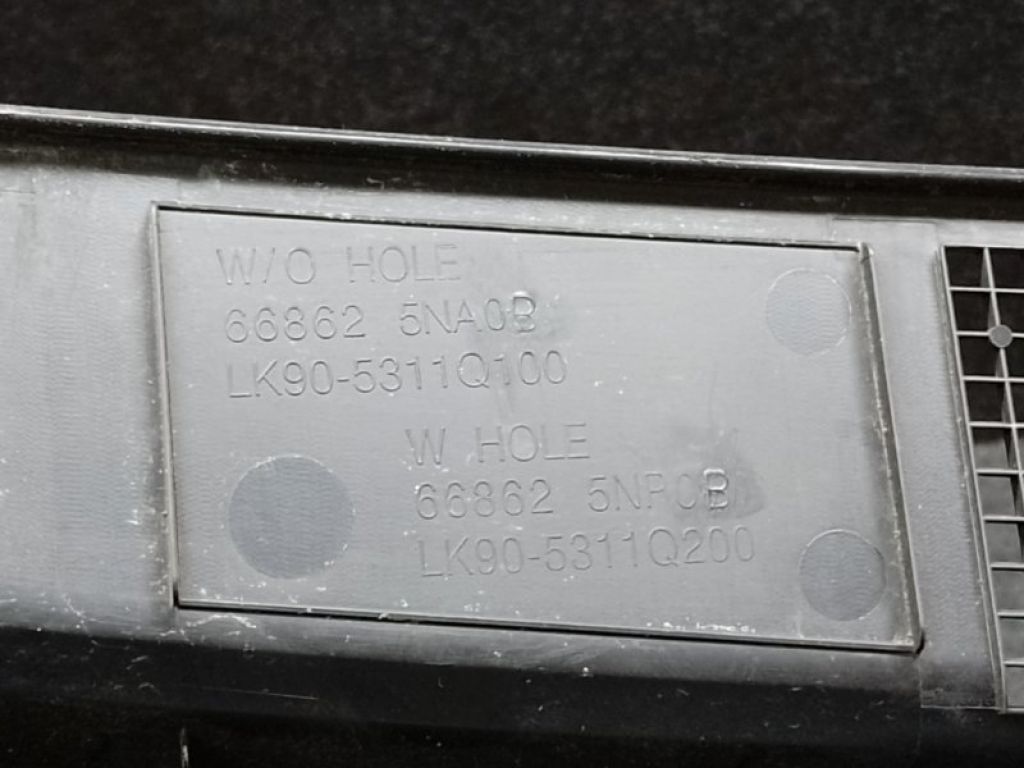 W/O HOLE
66862 5NA0B
LK90-5311Q100
W HOLE
66862 5NP0B
LK90-5311Q200